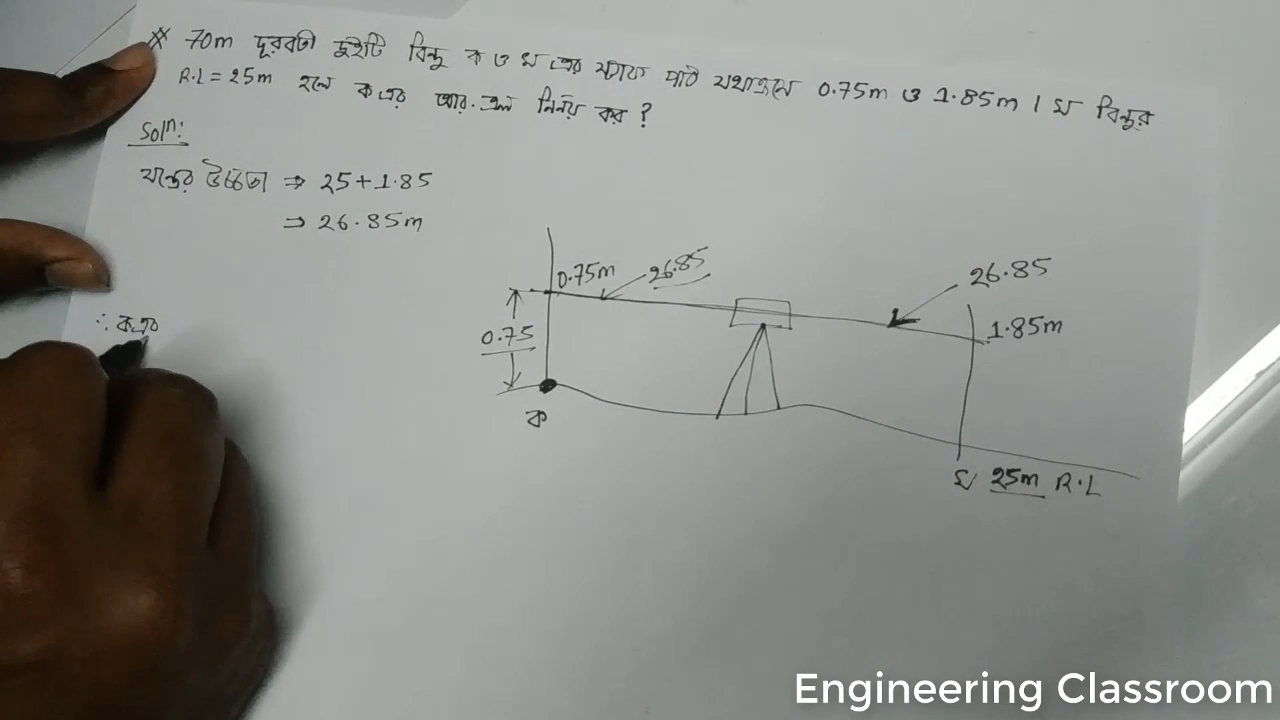 ※ 70m দূরবর্তী দুইটি বিন্দু ক ও খ এর স্টাফ পাঠ যথাক্রমে 0.75m ও 1.85m । খ বিন্দুর
R.L = 25m হলে ক এর আর.এল নির্নয় কর ?
Soln:
যন্ত্রের উচ্চতা ⇒ 25+1.85
⇒ 26.85m
0.75m
26.85
26.85
0.75
1.85m
∴ ক এর
ক
খ 25m R.L
Engineering Classroom